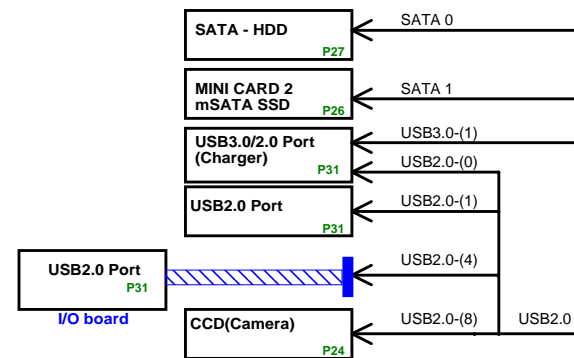 SATA - HDD
P27
SATA 0
MINI CARD 2
mSATA SSD
P26
SATA 1
USB3.0/2.0 Port
(Charger)
P31
USB3.0-(1)
USB2.0-(0)
USB2.0 Port
P31
USB2.0-(1)
USB2.0 Port
P31
I/O board
USB2.0-(4)
CCD(Camera)
P24
USB2.0-(8)
USB2.0